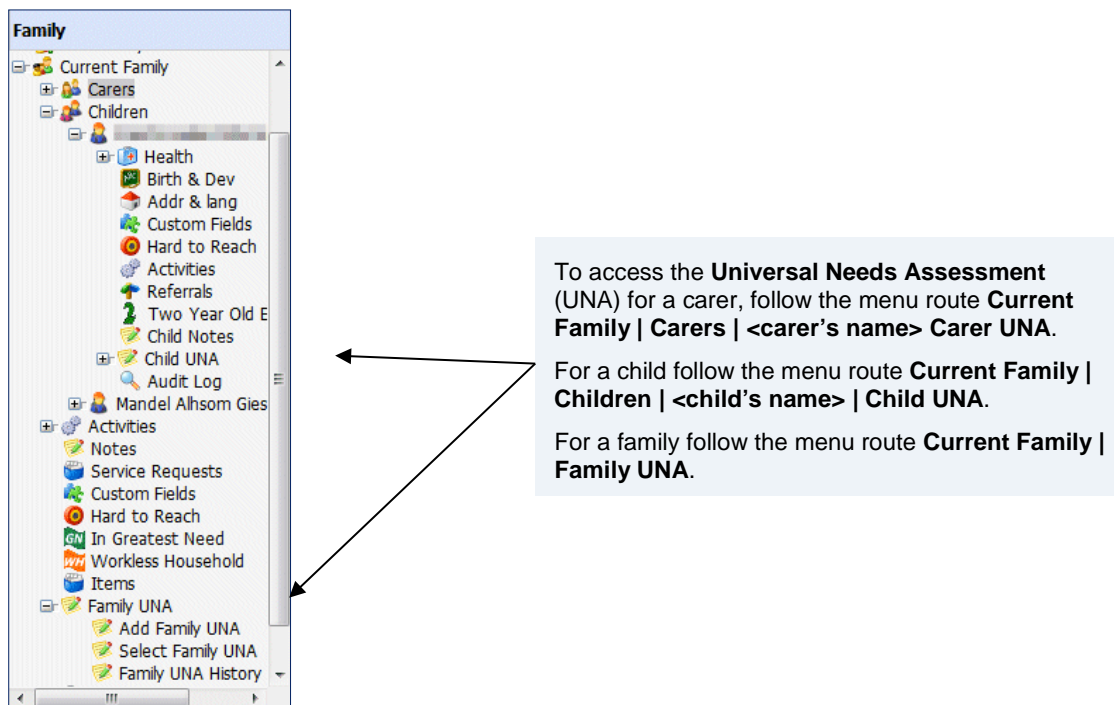 Family
Current Family
Carers
Children
Health
Birth & Dev
Addr & lang
Custom Fields
Hard to Reach
Activities
Referrals
Two Year Old E
Child Notes
Child UNA
Audit Log
Mandel Alhsom Gies
Activities
Notes
Service Requests
Custom Fields
Hard to Reach
GN In Greatest Need
WH Workless Household
Items
Family UNA
Add Family UNA
Select Family UNA
Family UNA History
To access the Universal Needs Assessment
(UNA) for a carer, follow the menu route Current
Family | Carers | <carer’s name> Carer UNA.
For a child follow the menu route Current Family |
Children | <child’s name> | Child UNA.
For a family follow the menu route Current Family |
Family UNA.